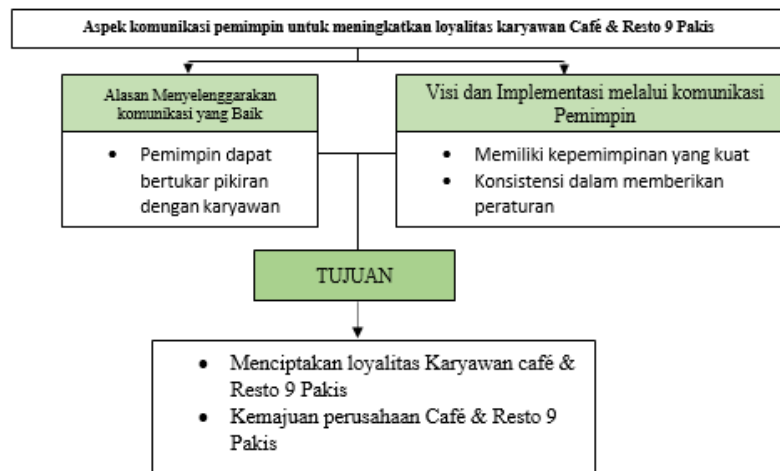 Aspek komunikasi pemimpin untuk meningkatkan loyalitas karyawan Café & Resto 9 Pakis
Alasan Menyelenggarakan
komunikasi yang Baik
• Pemimpin dapat
bertukar pikiran
dengan karyawan
Visi dan Implementasi melalui komunikasi
Pemimpin
• Memiliki kepemimpinan yang kuat
• Konsistensi dalam memberikan
peraturan
TUJUAN
• Menciptakan loyalitas Karyawan café &
Resto 9 Pakis
• Kemajuan perusahaan Café & Resto 9
Pakis